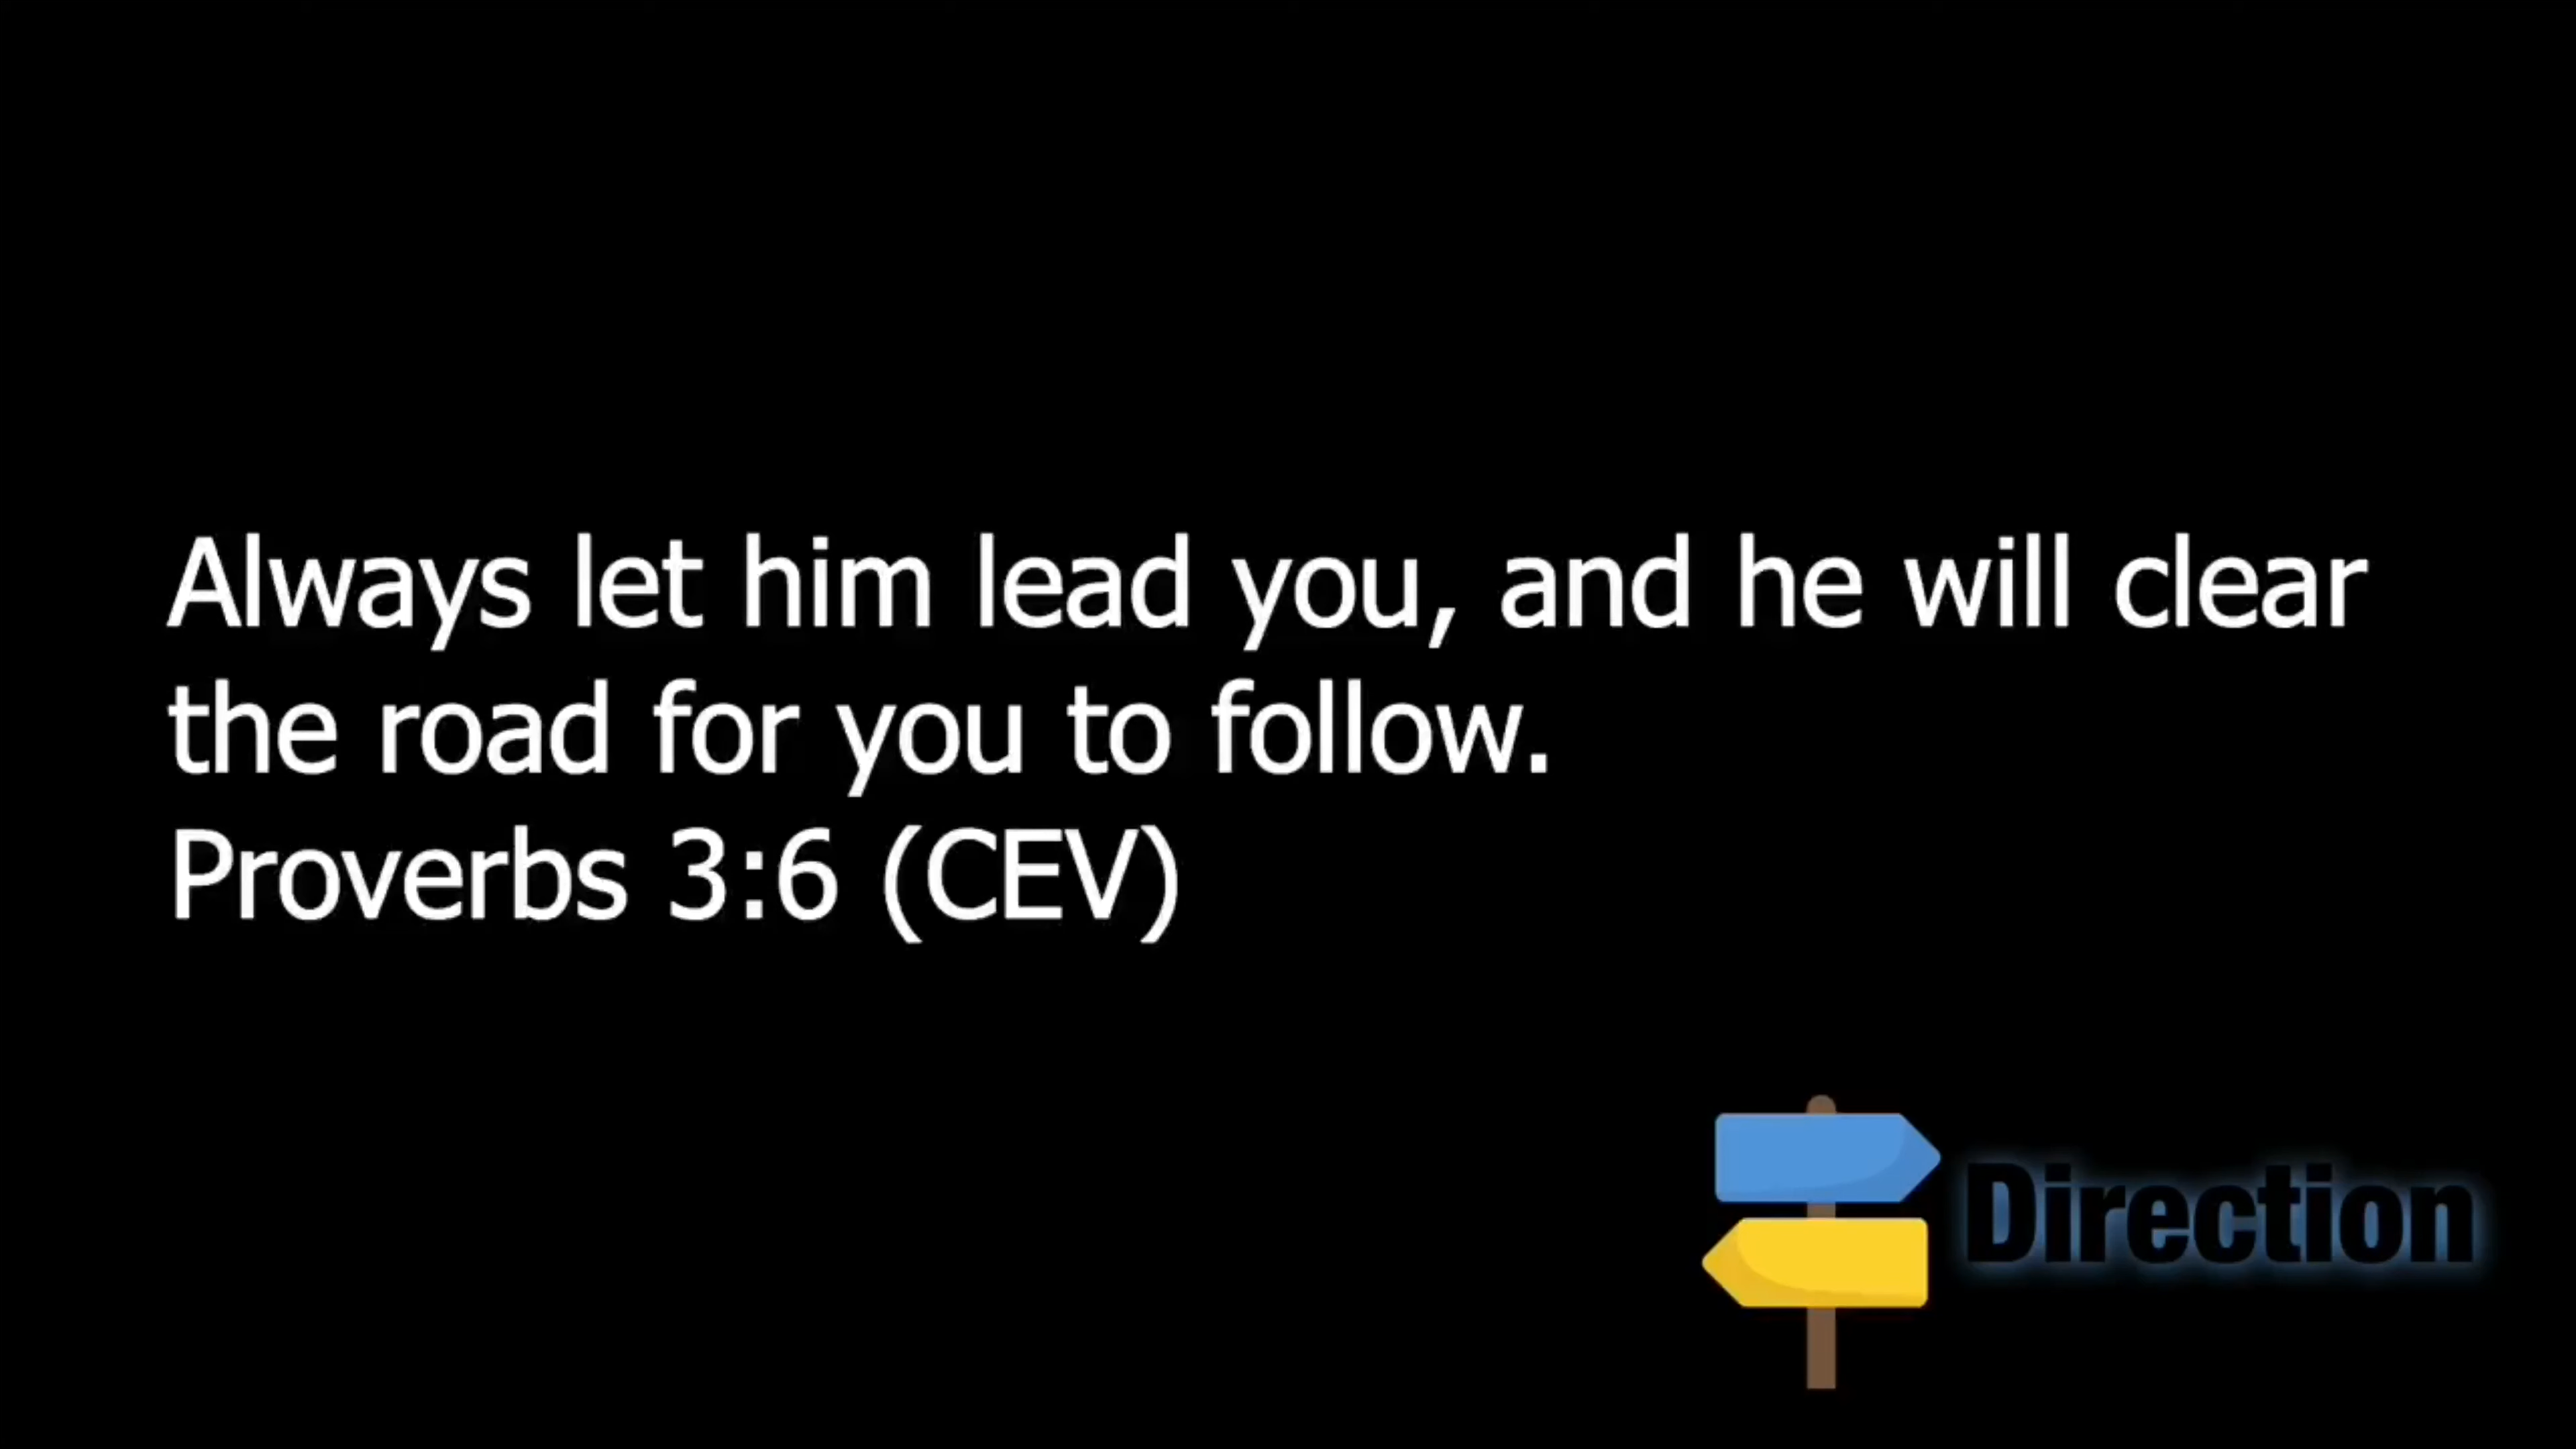 Always let him lead you, and he will clear
the road for you to follow.
Proverbs 3:6 (CEV)
Direction